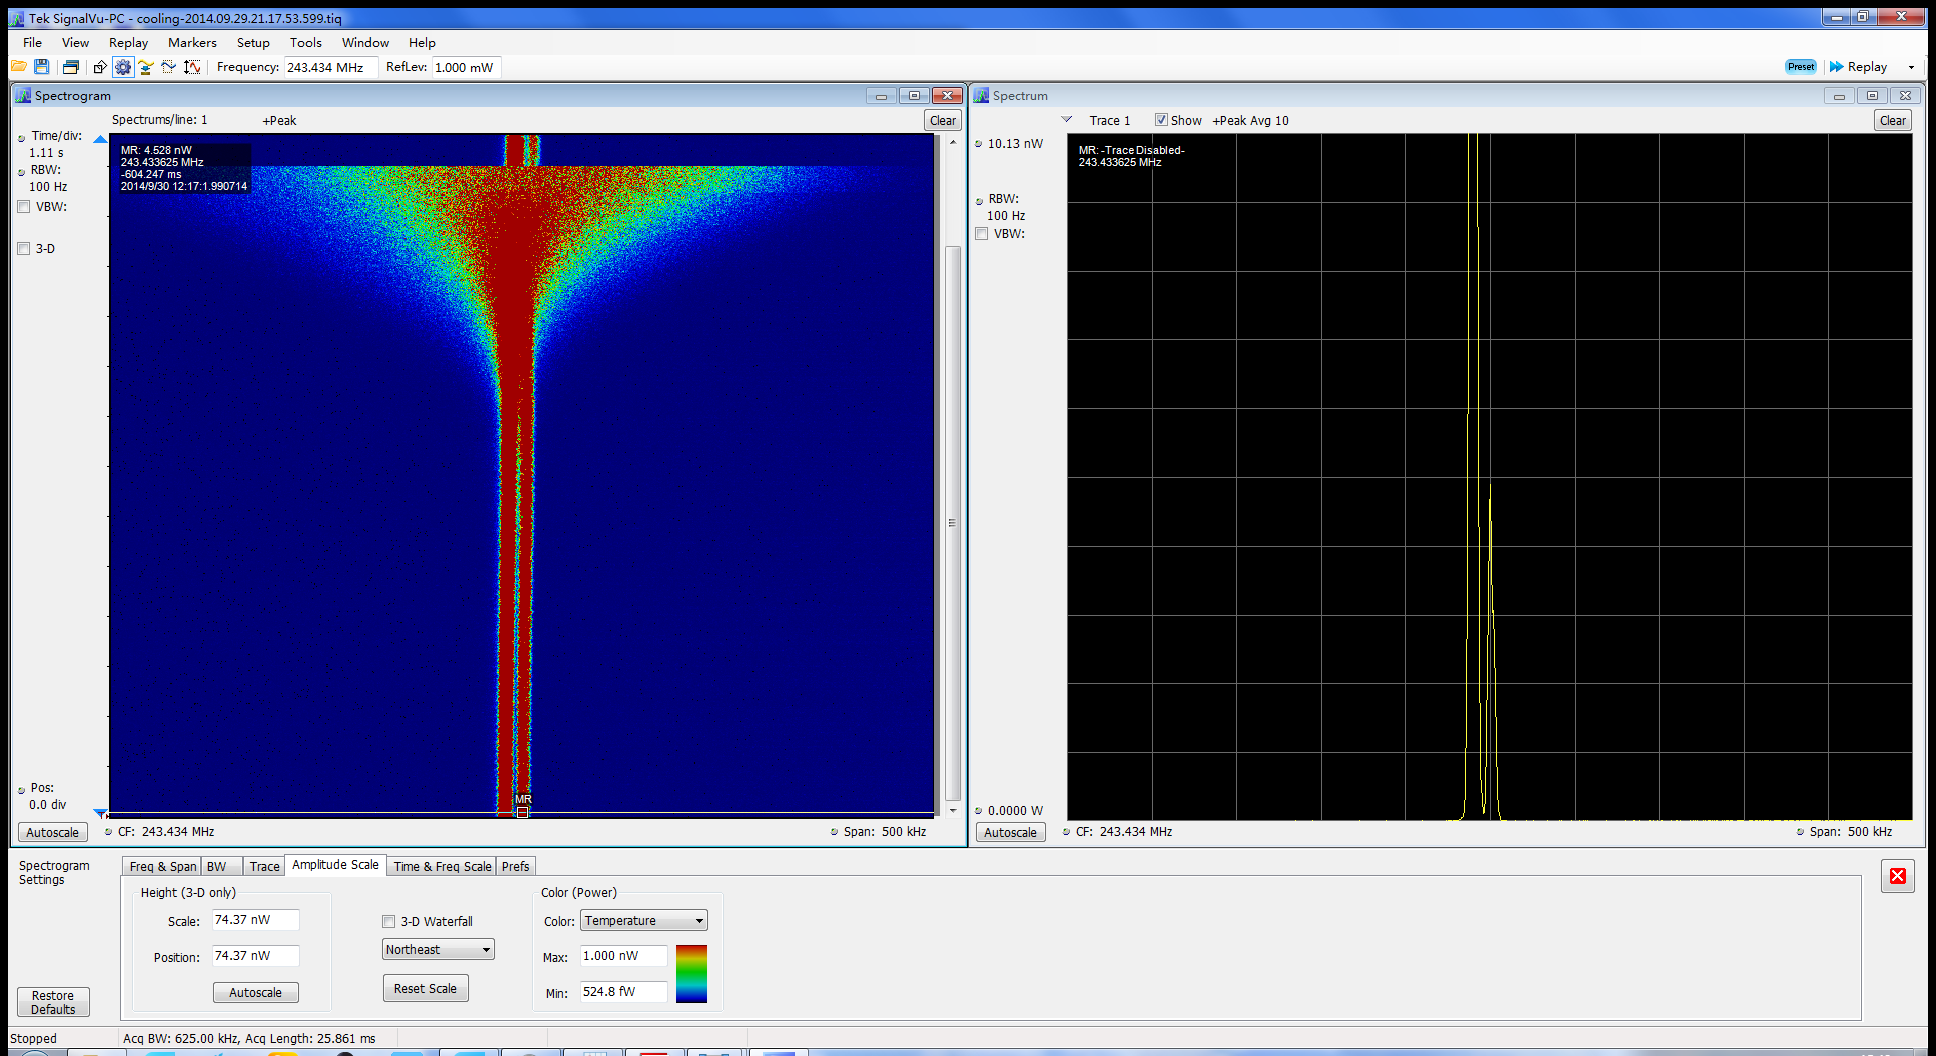 Tek SignalVu-PC - cooling-2014.09.29.21.17.53.599.tiq
File View Replay Markers Setup Tools Window Help
Frequency: 243.434 MHz RefLev: 1.000 mW Preset Replay
Spectrogram
Spectrums/line: 1 +Peak Clear
Time/div:
1.11 s
RBW:
100 Hz
VBW:
3-D
MR: 4.528 nW
243.433625 MHz
-604.247 ms
2014/9/30 12:17:1.990714
MR
Pos:
0.0 div
Autoscale CF: 243.434 MHz Span: 500 kHz
Spectrum
Trace 1 Show +Peak Avg 10 Clear
10.13 nW
RBW:
100 Hz
VBW:
MR: -Trace Disabled-
243.433625 MHz
0.0000 W
Autoscale CF: 243.434 MHz Span: 500 kHz
Spectrogram
Settings
Freq & Span BW Trace Amplitude Scale Time & Freq Scale Prefs
Height (3-D only)
Scale: 74.37 nW
Position: 74.37 nW
Autoscale
3-D Waterfall
Northeast
Reset Scale
Color (Power)
Color: Temperature
Max: 1.000 nW
Min: 524.8 fW
Restore
Defaults
Stopped Acq BW: 625.00 kHz, Acq Length: 25.861 ms